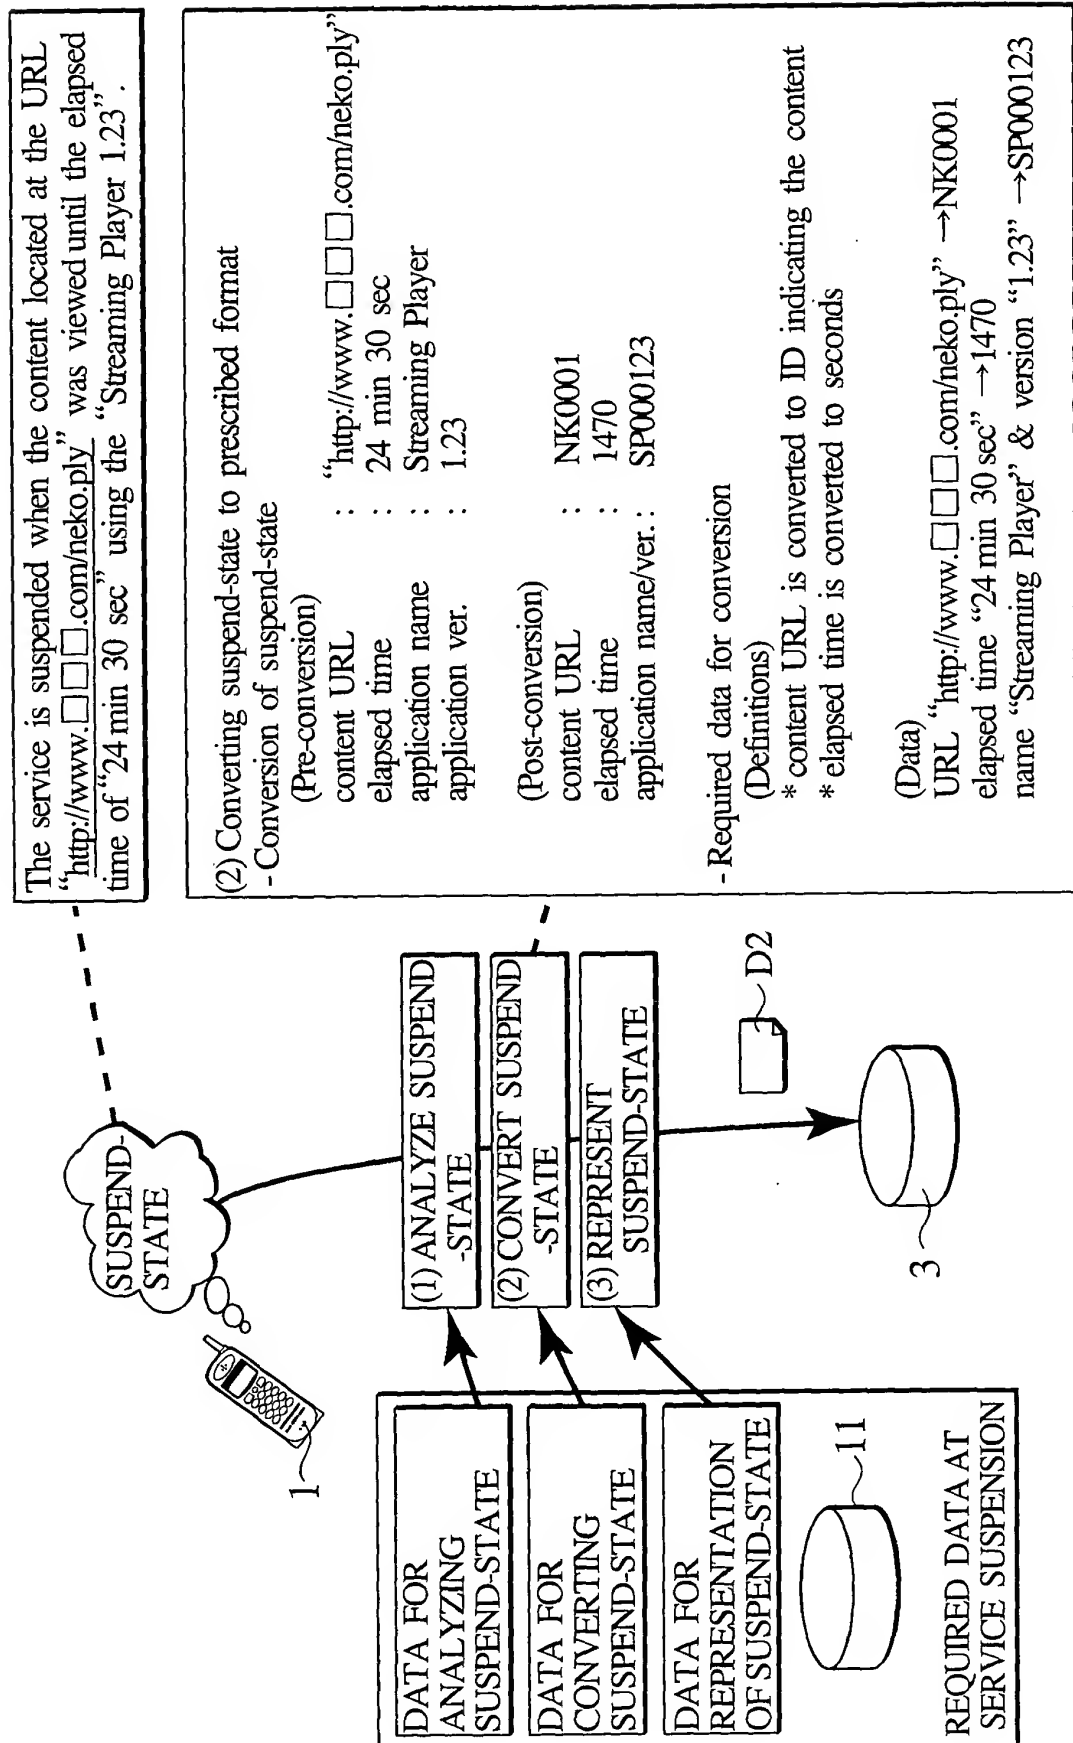 The service is suspended when the content located at the URL
“http://www.□□□.com/neko.ply” was viewed until the elapsed
time of “24 min 30 sec” using the “Streaming Player 1.23”.
SUSPEND-
STATE
1
(1) ANALYZE SUSPEND
-STATE
(2) CONVERT SUSPEND
-STATE
(3) REPRESENT
SUSPEND-STATE
D2
3
DATA FOR
ANALYZING
SUSPEND-STATE
DATA FOR
CONVERTING
SUSPEND-STATE
DATA FOR
REPRESENTATION
OF SUSPEND-STATE
11
REQUIRED DATA AT
SERVICE SUSPENSION
(2) Converting suspend-state to prescribed format
- Conversion of suspend-state
(Pre-conversion)
content URL : “http://www.□□□.com/neko.ply”
elapsed time : 24 min 30 sec
application name : Streaming Player
application ver. : 1.23
(Post-conversion)
content URL : NK0001
elapsed time : 1470
application name/ver. : SP000123
- Required data for conversion
(Definitions)
* content URL is converted to ID indicating the content
* elapsed time is converted to seconds
(Data)
URL “http://www.□□□.com/neko.ply” →NK0001
elapsed time “24 min 30 sec” →1470
name “Streaming Player” & version “1.23” →SP000123